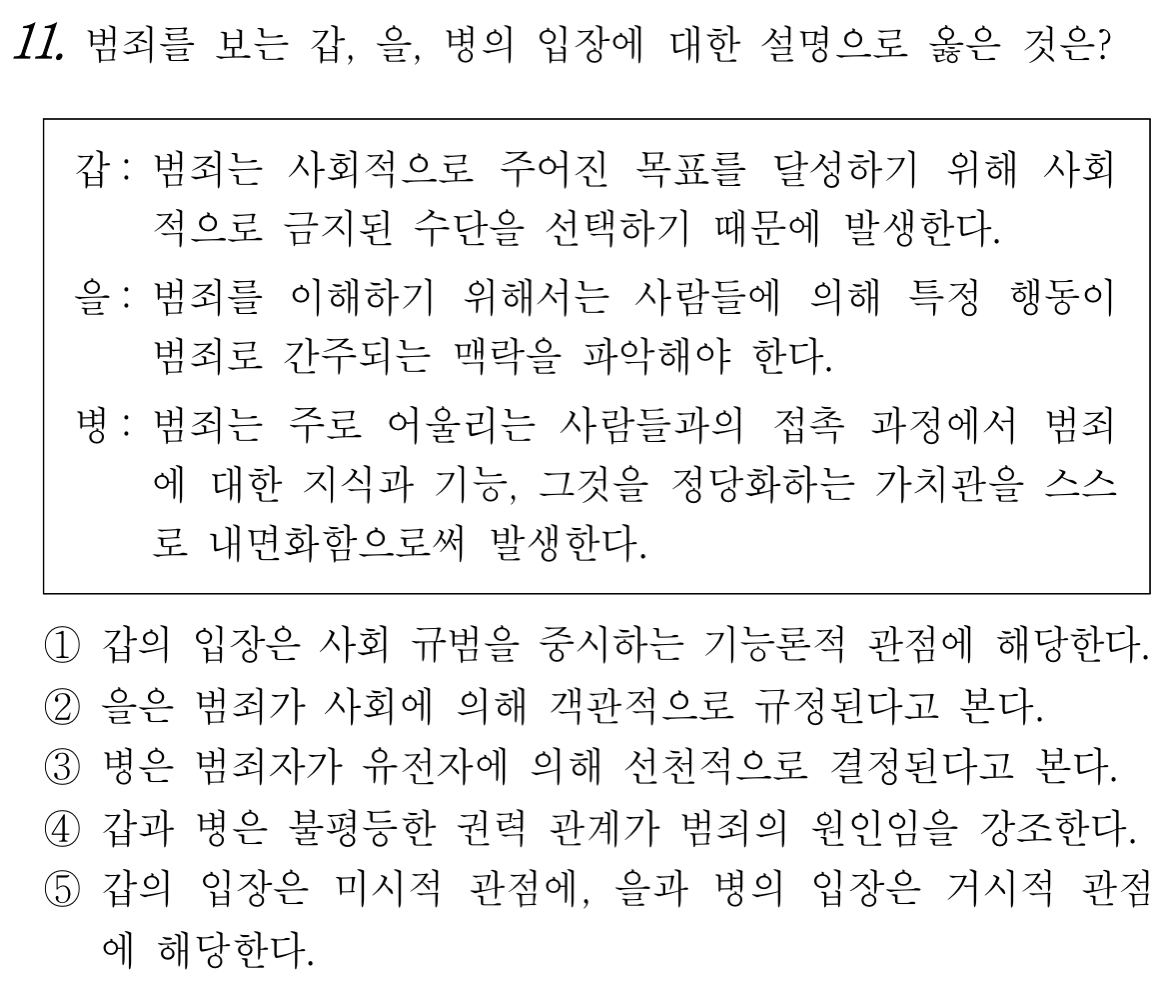 11. 범죄를 보는 갑, 을, 병의 입장에 대한 설명으로 옳은 것은?
갑 : 범죄는 사회적으로 주어진 목표를 달성하기 위해 사회
적으로 금지된 수단을 선택하기 때문에 발생한다.
을 : 범죄를 이해하기 위해서는 사람들에 의해 특정 행동이
범죄로 간주되는 맥락을 파악해야 한다.
병 : 범죄는 주로 어울리는 사람들과의 접촉 과정에서 범죄
에 대한 지식과 기능, 그것을 정당화하는 가치관을 스스
로 내면화함으로써 발생한다.
① 갑의 입장은 사회 규범을 중시하는 기능론적 관점에 해당한다.
② 을은 범죄가 사회에 의해 객관적으로 규정된다고 본다.
③ 병은 범죄자가 유전자에 의해 선천적으로 결정된다고 본다.
④ 갑과 병은 불평등한 권력 관계가 범죄의 원인임을 강조한다.
⑤ 갑의 입장은 미시적 관점에, 을과 병의 입장은 거시적 관점
에 해당한다.